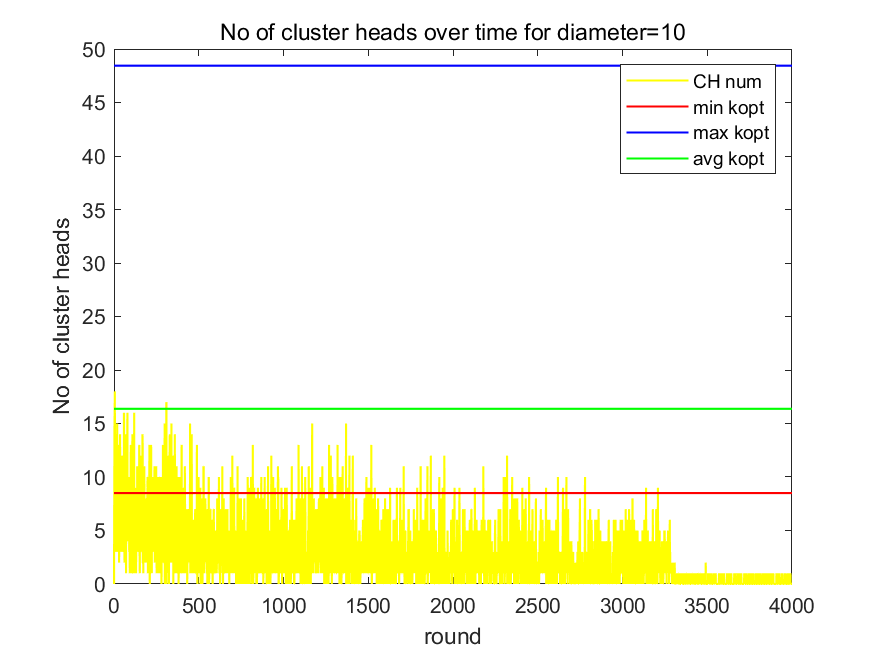 No of cluster heads over time for diameter=10
50
45
40
35
30
25
20
15
10
5
0
No of cluster heads
CH num
min kopt
max kopt
avg kopt
0 500 1000 1500 2000 2500 3000 3500 4000
round